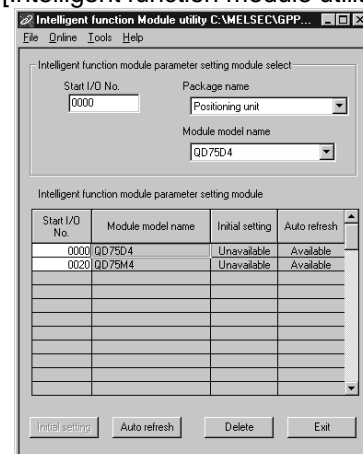 [Intelligent function module utility
Intelligent function Module utility C:\MELSEC\GPP...
File Online Tools Help
Intelligent function module parameter setting module select
Start I/O No.
Package name
0000
Positioning unit
Module model name
QD75D4
Intelligent function module parameter setting module
Start I/O No.
Module model name
Initial setting
Auto refresh
0000 QD75D4 Unavailable Available
0020 QD75M4 Unavailable Available
Initial setting
Auto refresh
Delete
Exit